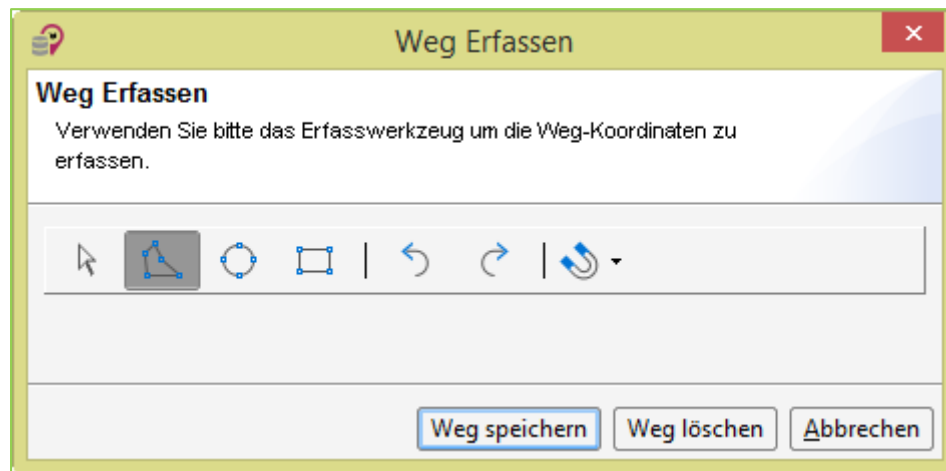 Weg Erfassen
Weg Erfassen
Verwenden Sie bitte das Erfasswerkzeug um die Weg-Koordinaten zu
erfassen.
Weg speichern Weg löschen Abbrechen